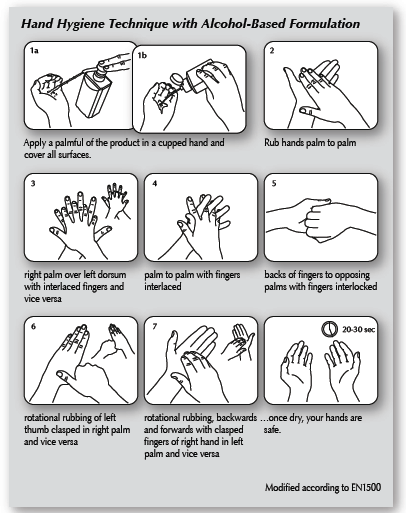 Hand Hygiene Technique with Alcohol-Based Formulation
1a
1b
2
Apply a palmful of the product in a cupped hand and
cover all surfaces.
Rub hands palm to palm
3
4
5
right palm over left dorsum
with interlaced fingers and
vice versa
palm to palm with fingers
interlaced
backs of fingers to opposing
palms with fingers interlocked
6
7
20-30 sec
rotational rubbing of left
thumb clasped in right palm
and vice versa
rotational rubbing, backwards
and forwards with clasped
fingers of right hand in left
palm and vice versa
…once dry, your hands are
safe.
Modified according to EN1500